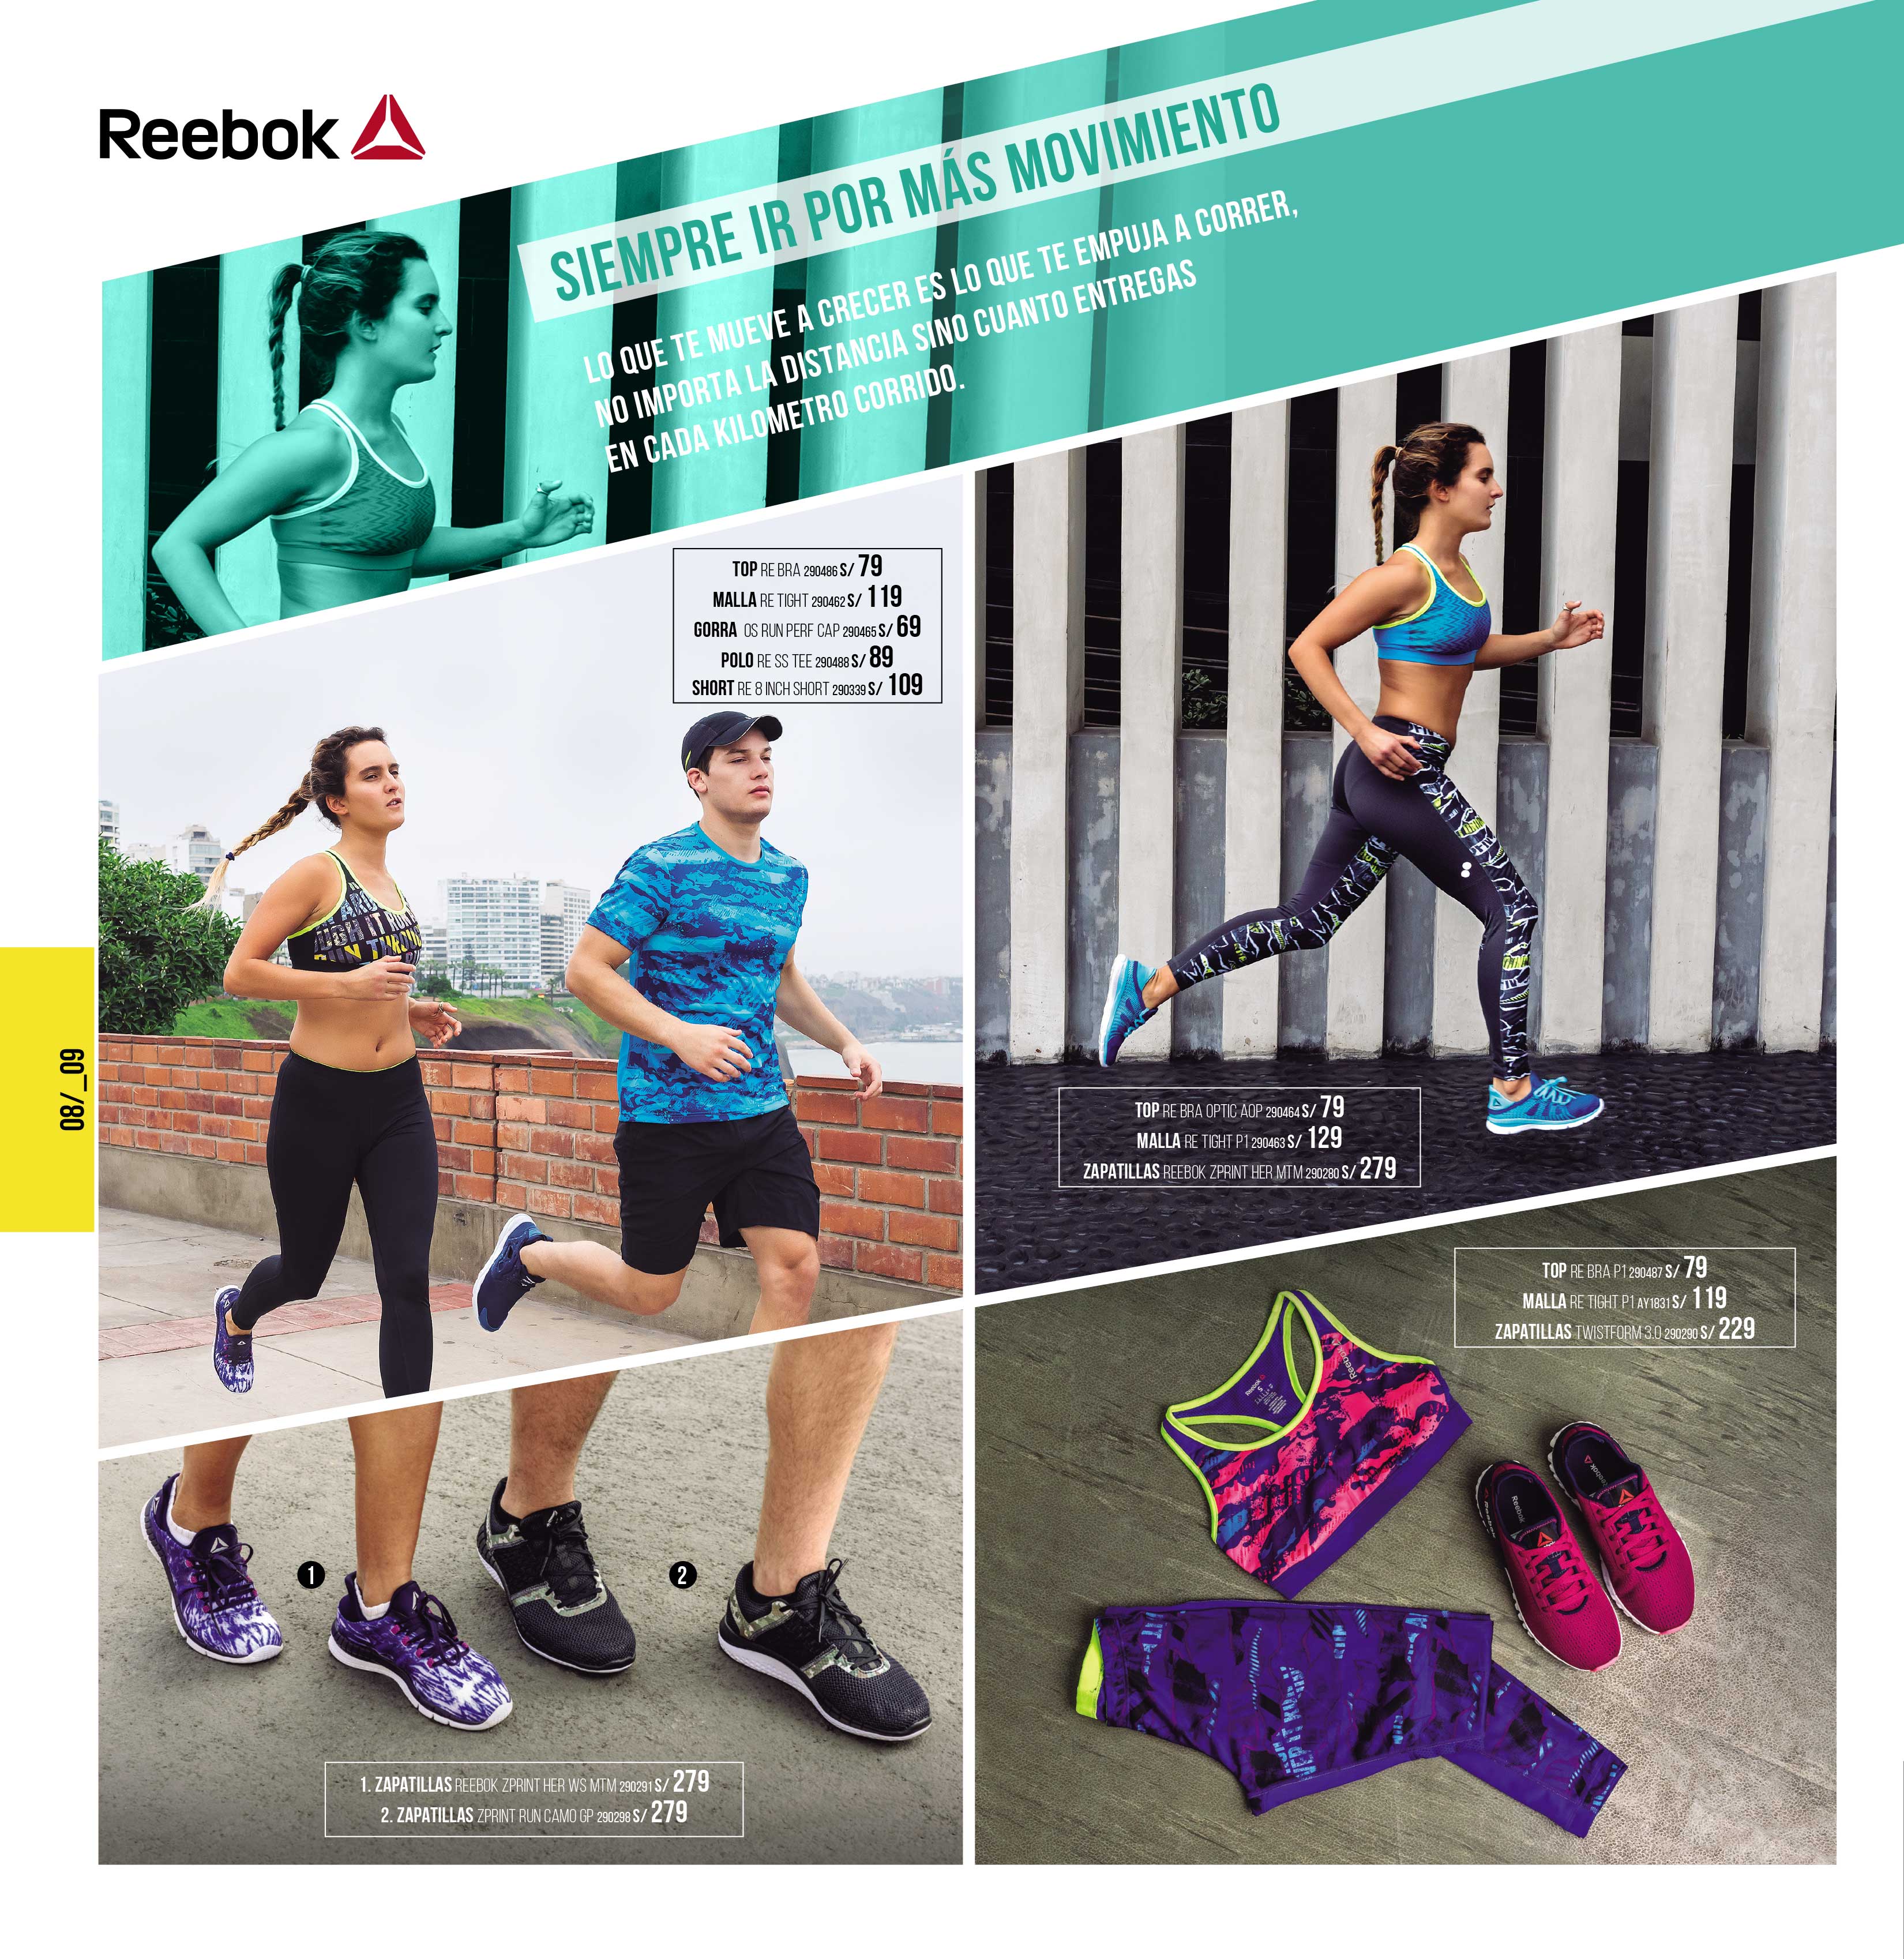 Reebok
SIEMPRE IR POR MÁS MOVIMIENTO
LO QUE TE MUEVE A CRECER ES LO QUE TE EMPUJA A CORRER,
NO IMPORTA LA DISTANCIA SINO CUANTO ENTREGAS
EN CADA KILOMETRO CORRIDO.
TOP RE BRA 290486 S/ 79
MALLA RE TIGHT 290462 S/ 119
GORRA OS RUN PERF CAP 290465 S/ 69
POLO RE SS TEE 290488 S/ 89
SHORT RE 8 INCH SHORT 290339 S/ 109
TOP RE BRA OPTIC AOP 290464 S/ 79
MALLA RE TIGHT P1 290463 S/ 129
ZAPATILLAS REEBOK ZPRINT HER MTM 290280 S/ 279
08/_09
TOP RE BRA P1 290487 S/ 79
MALLA RE TIGHT P1 AY1831 S/ 119
ZAPATILLAS TWISTFORM 3.0 290290 S/ 229
Reebok
Reebok
S
Reebok
Reebok
1
2
1. ZAPATILLAS REEBOK ZPRINT HER WS MTM 290291 S/ 279
2. ZAPATILLAS ZPRINT RUN CAMO GP 290298 S/ 279